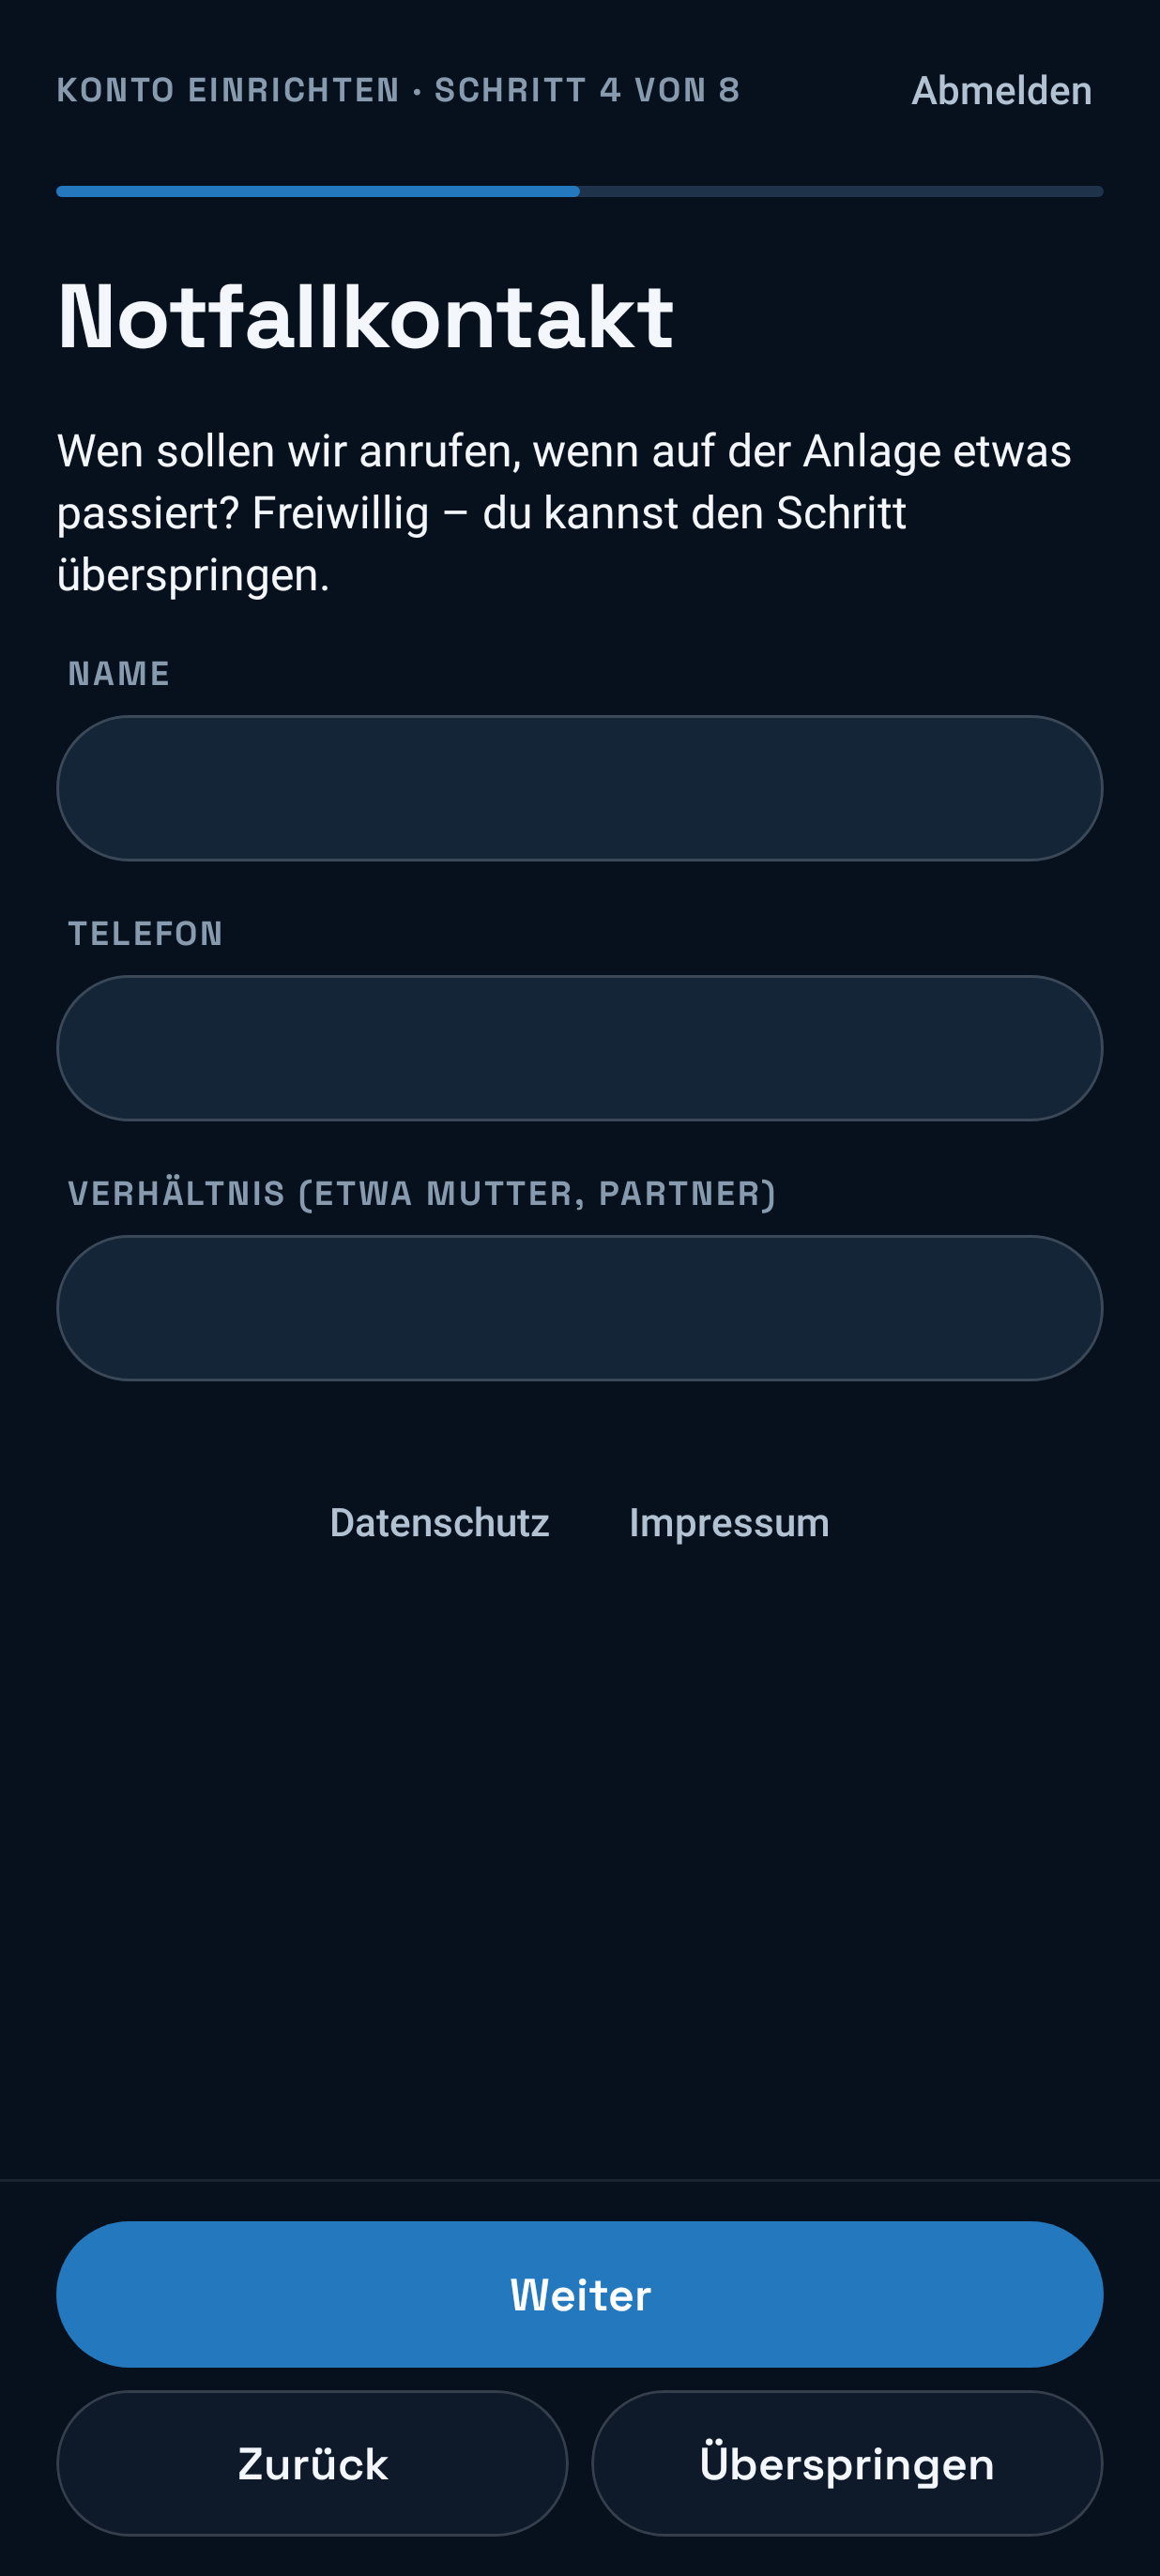 KONTO EINRICHTEN · SCHRITT 4 VON 8
Abmelden
Notfallkontakt
Wen sollen wir anrufen, wenn auf der Anlage etwas
passiert? Freiwillig – du kannst den Schritt
überspringen.
NAME
TELEFON
VERHÄLTNIS (ETWA MUTTER, PARTNER)
Datenschutz
Impressum
Weiter
Zurück
Überspringen